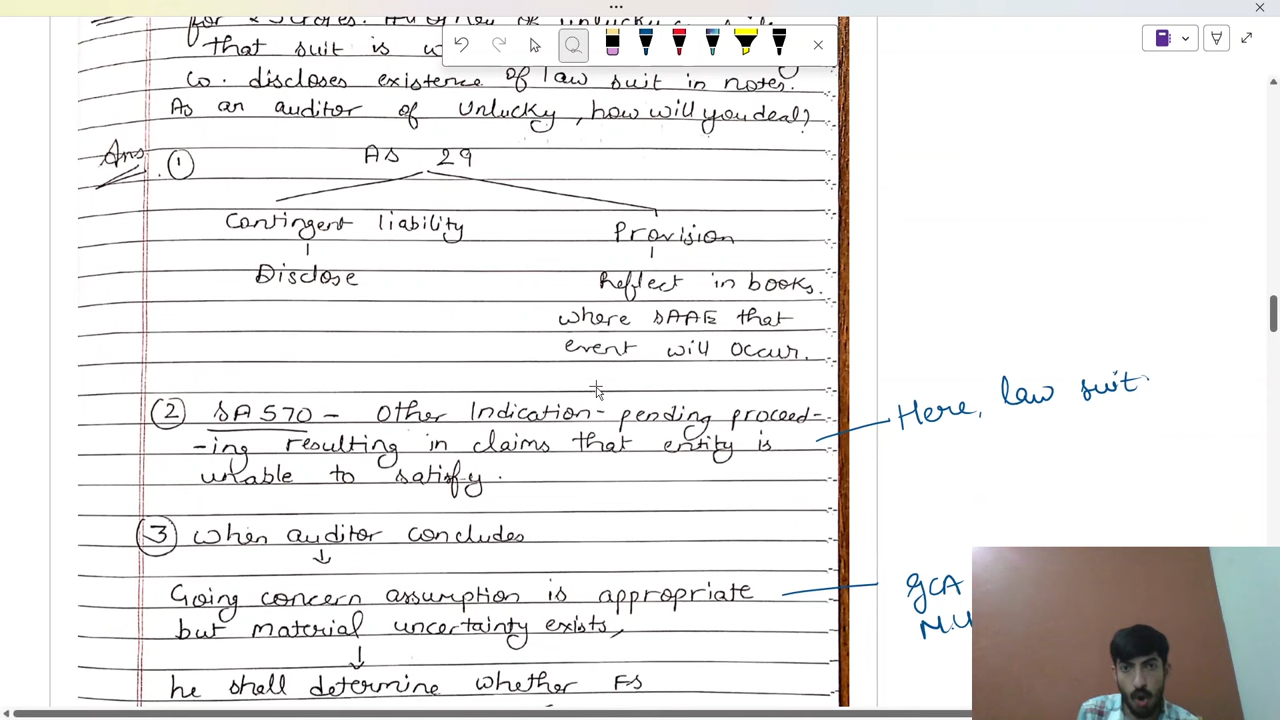 that suit is
Co. discloses existence of law suit in notes.
As an auditor of Unlucky, how will you deal?
Ans. ① AS 29
Contingent liability
Provision
Disclose
Reflect in books.
where SAAE that
event will occur.
② SA 570 - Other Indication - pending proceed-
-ing resulting in claims that entity is
unable to satisfy.
Here, law suit
③ When auditor concludes
↓
Going concern assumption is appropriate
but material uncertainty exists,
GCA
M.U
↓
he shall determine whether FS